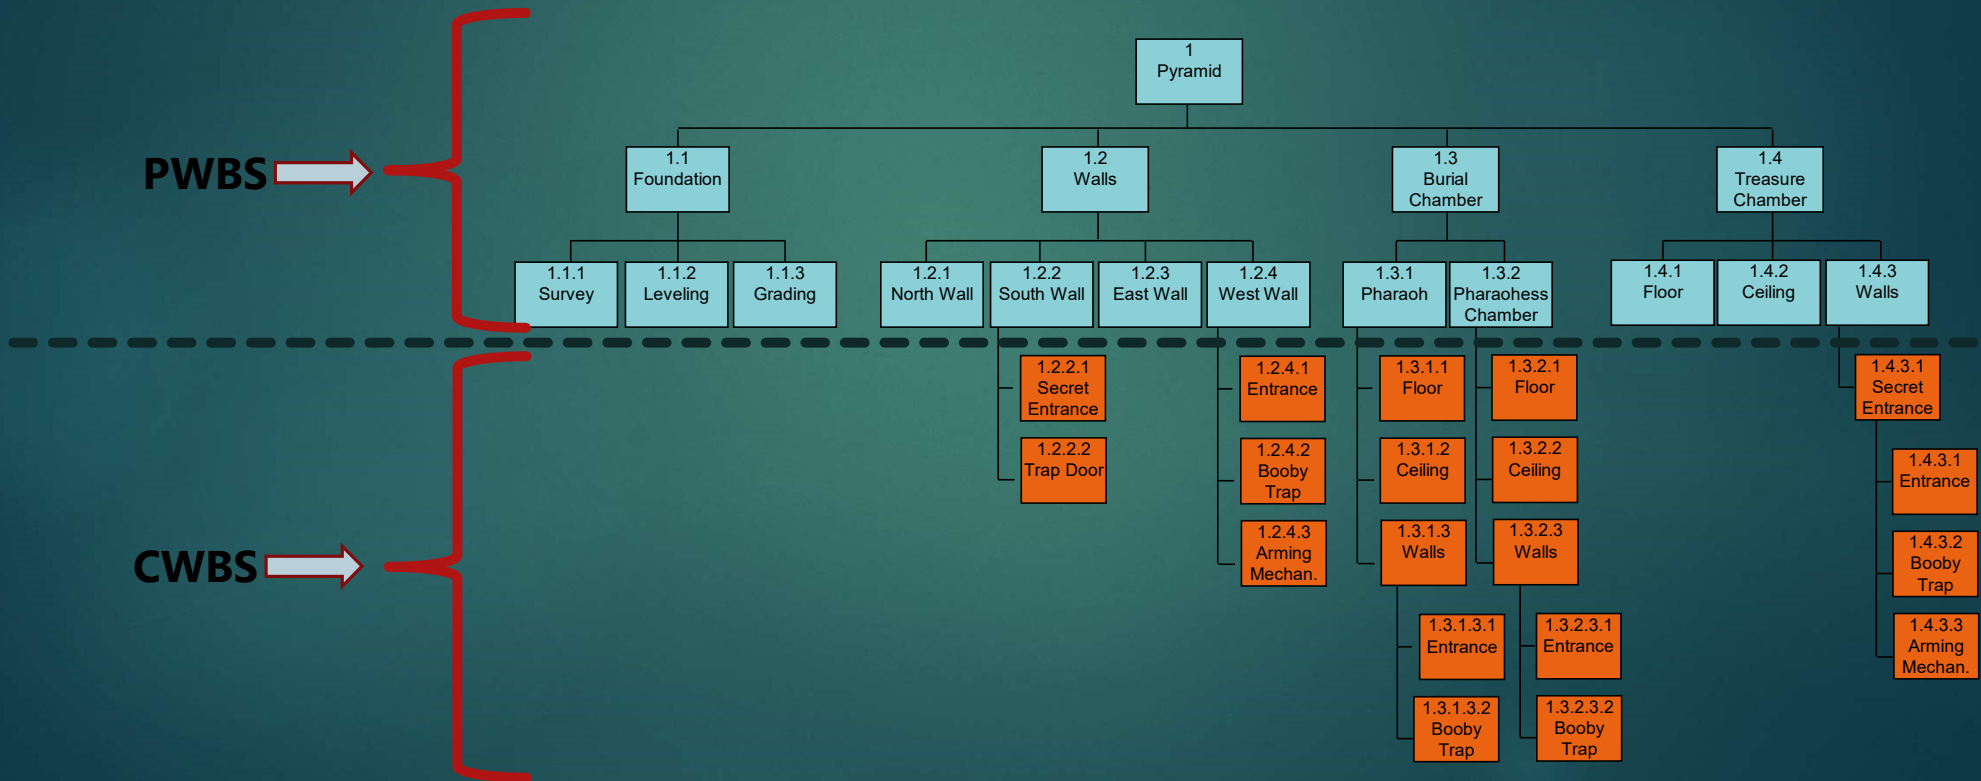 1
Pyramid
PWBS
1.1
Foundation
1.2
Walls
1.3
Burial
Chamber
1.4
Treasure
Chamber
1.1.1
Survey
1.1.2
Leveling
1.1.3
Grading
1.2.1
North Wall
1.2.2
South Wall
1.2.3
East Wall
1.2.4
West Wall
1.3.1
Pharaoh
1.3.2
Pharaohess
Chamber
1.4.1
Floor
1.4.2
Ceiling
1.4.3
Walls
CWBS
1.2.2.1
Secret
Entrance
1.2.2.2
Trap Door
1.2.4.1
Entrance
1.2.4.2
Booby
Trap
1.2.4.3
Arming
Mechan.
1.3.1.1
Floor
1.3.1.2
Ceiling
1.3.1.3
Walls
1.3.1.3.1
Entrance
1.3.1.3.2
Booby
Trap
1.3.2.1
Floor
1.3.2.2
Ceiling
1.3.2.3
Walls
1.3.2.3.1
Entrance
1.3.2.3.2
Booby
Trap
1.4.3.1
Secret
Entrance
1.4.3.1
Entrance
1.4.3.2
Booby
Trap
1.4.3.3
Arming
Mechan.